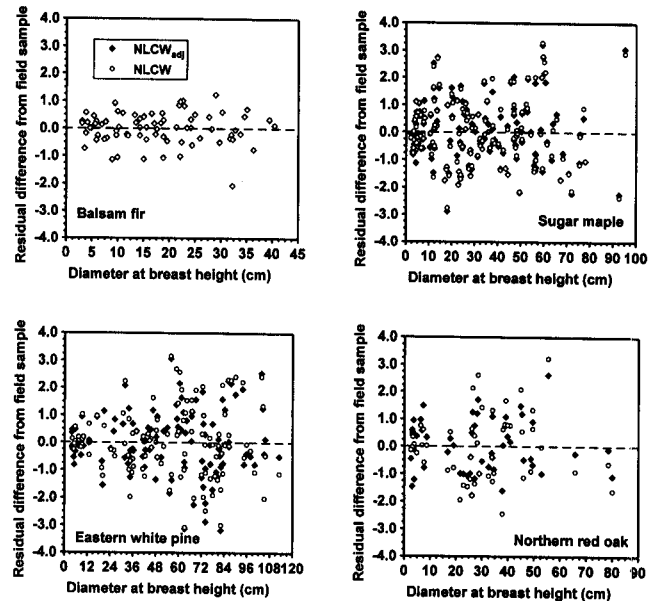 4.0
3.0
2.0
1.0
0.0
-1.0
-2.0
-3.0
-4.0
Residual difference from field sample
NLCWadj
NLCW
Balsam fir
0 5 10 15 20 25 30 35 40 45
Diameter at breast height (cm)
4.0
3.0
2.0
1.0
0.0
-1.0
-2.0
-3.0
-4.0
Residual difference from field sample
Sugar maple
0 10 20 30 40 50 60 70 80 90 100
Diameter at breast height (cm)
4.0
3.0
2.0
1.0
0.0
-1.0
-2.0
-3.0
-4.0
Residual difference from field sample
Eastern white pine
0 12 24 36 48 60 72 84 96 108120
Diameter at breast height (cm)
4.0
3.0
2.0
1.0
0.0
-1.0
-2.0
-3.0
-4.0
Residual difference from field sample
Northern red oak
0 10 20 30 40 50 60 70 80 90
Diameter at breast height (cm)